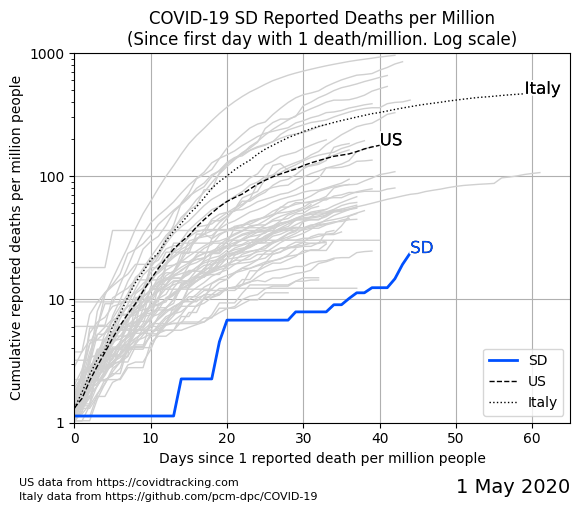 COVID-19 SD Reported Deaths per Million
(Since first day with 1 death/million. Log scale)
Cumulative reported deaths per million people
1000
100
10
1
Italy
US
SD
SD
US
Italy
0 10 20 30 40 50 60
Days since 1 reported death per million people
US data from https://covidtracking.com
Italy data from https://github.com/pcm-dpc/COVID-19
1 May 2020